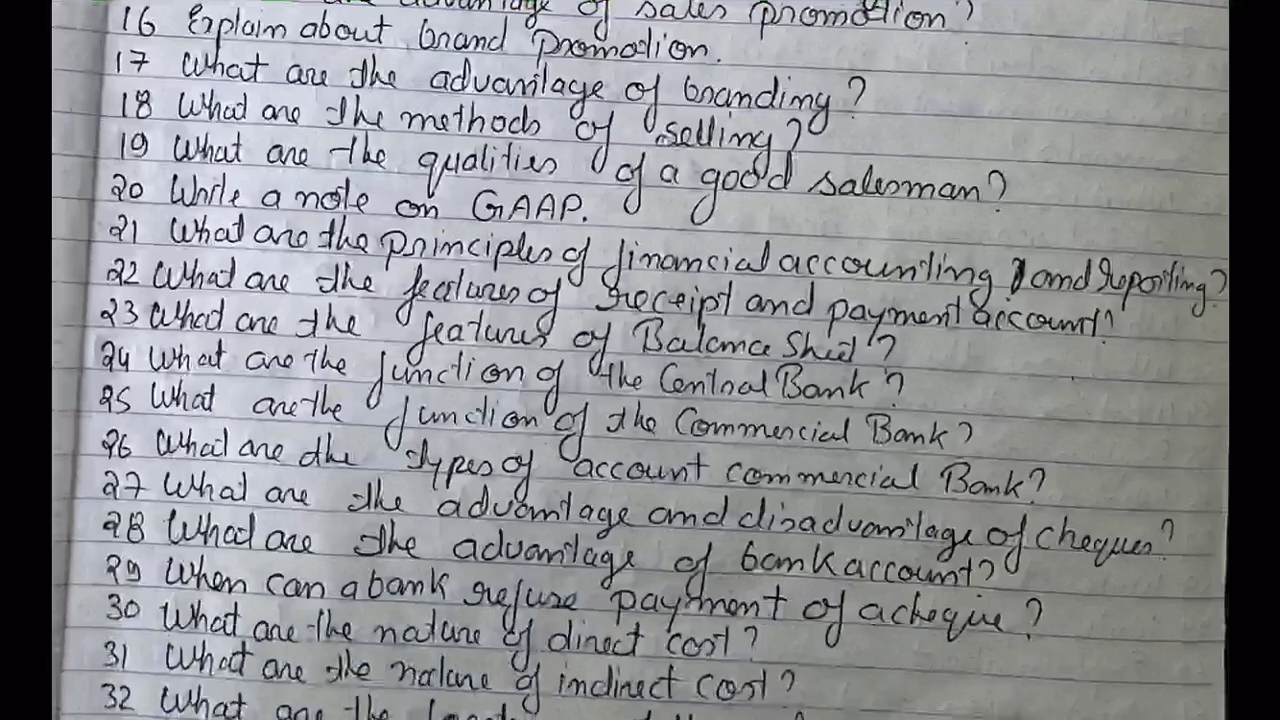 advantage of sales promotion?
16 Explain about brand promotion.
17 What are the advantage of branding?
18 What are the methods of selling?
19 What are the qualities of a good salesman?
20 Write a note on GAAP.
21 What are the principles of financial accounting and reporting?
22 What are the features of receipt and payment account?
23 What are the features of Balance Sheet?
24 What are the function of the Central Bank?
25 What are the function of the Commercial Bank?
26 What are the types of account commercial Bank?
27 What are the advantage and disadvantage of cheques?
28 What are the advantage of bank account?
29 When can a bank refuse payment of a cheque?
30 What are the nature of direct cost?
31 What are the nature of indirect cost?
32 What are the